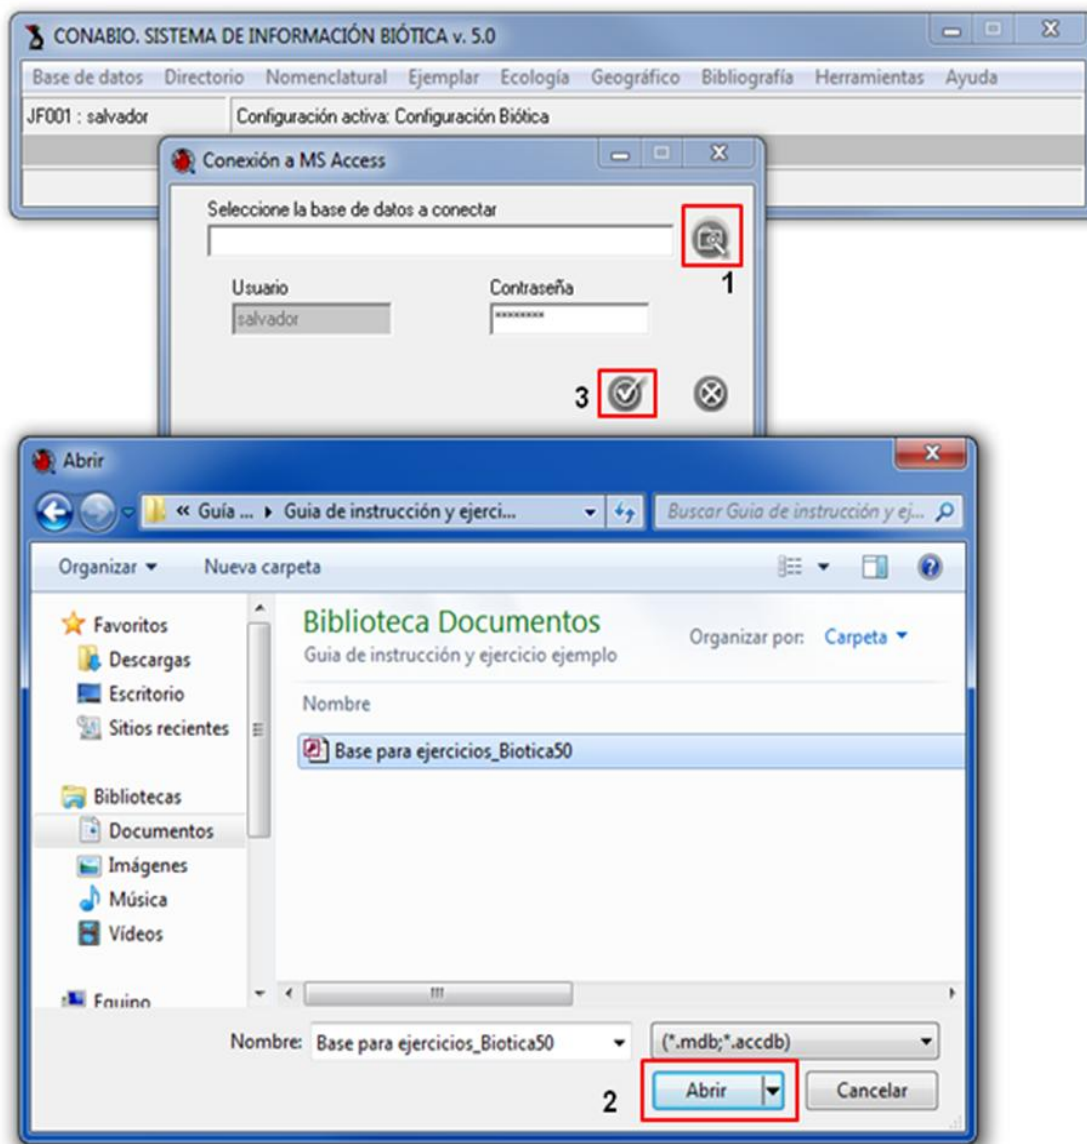 CONABIO. SISTEMA DE INFORMACIÓN BIÓTICA v. 5.0
Base de datos Directorio Nomenclatural Ejemplar Ecología Geográfico Bibliografía Herramientas Ayuda
JF001 : salvador Configuración activa: Configuración Biótica
Conexión a MS Access
Seleccione la base de datos a conectar
1
Usuario Contraseña
salvador ********
3
Abrir
« Guía ... Guia de instrucción y ejerci... Buscar Guia de instrucción y ej...
Organizar Nueva carpeta
Favoritos
Descargas
Escritorio
Sitios recientes
Bibliotecas
Documentos
Imágenes
Música
Vídeos
Equipo
Biblioteca Documentos
Guia de instrucción y ejercicio ejemplo
Organizar por: Carpeta
Nombre
Base para ejercicios_Biotica50
Nombre: Base para ejercicios_Biotica50 (*.mdb;*.accdb)
2 Abrir Cancelar